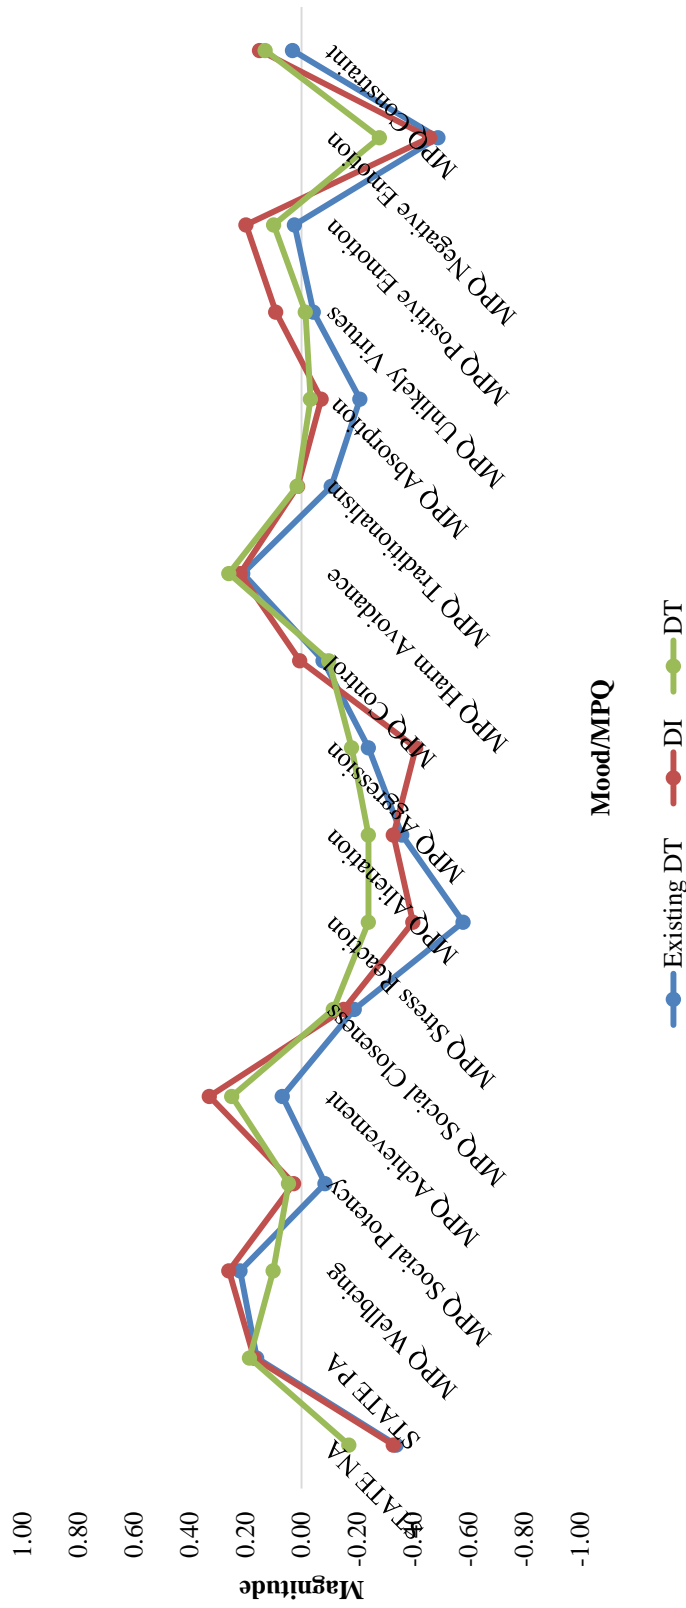 1.00
0.80
0.60
0.40
0.20
0.00
-0.20
-0.40
-0.60
-0.80
-1.00
Magnitude
STATE NA
STATE PA
MPQ Wellbeing
MPQ Social Potency
MPQ Achievement
MPQ Social Closeness
MPQ Stress Reaction
MPQ Alienation
MPQ Aggression
MPQ Control
MPQ Harm Avoidance
MPQ Traditionalism
MPQ Absorption
MPQ Unlikely Virtues
MPQ Positive Emotion
MPQ Negative Emotion
MPQ Constraint
Mood/MPQ
Existing DT
DI
DT